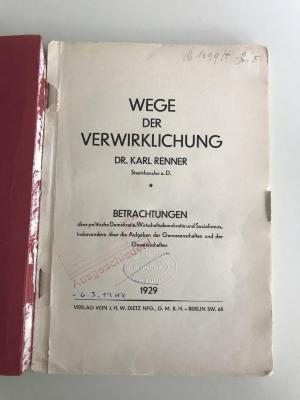 WEGE
DER
VERWIRKLICHUNG
DR. KARL RENNER
Staatskanzler a. D.
*
BETRACHTUNGEN
über politische Demokratie, Wirtschaftsdemokratie und Sozialismus,
insbesondere über die Aufgaben der Genossenschaften und der
Gewerkschaften
Ausgeschieden
1929
VERLAG VON J. H. W. DIETZ NFG., G. M. B. H. • BERLIN SW. 68